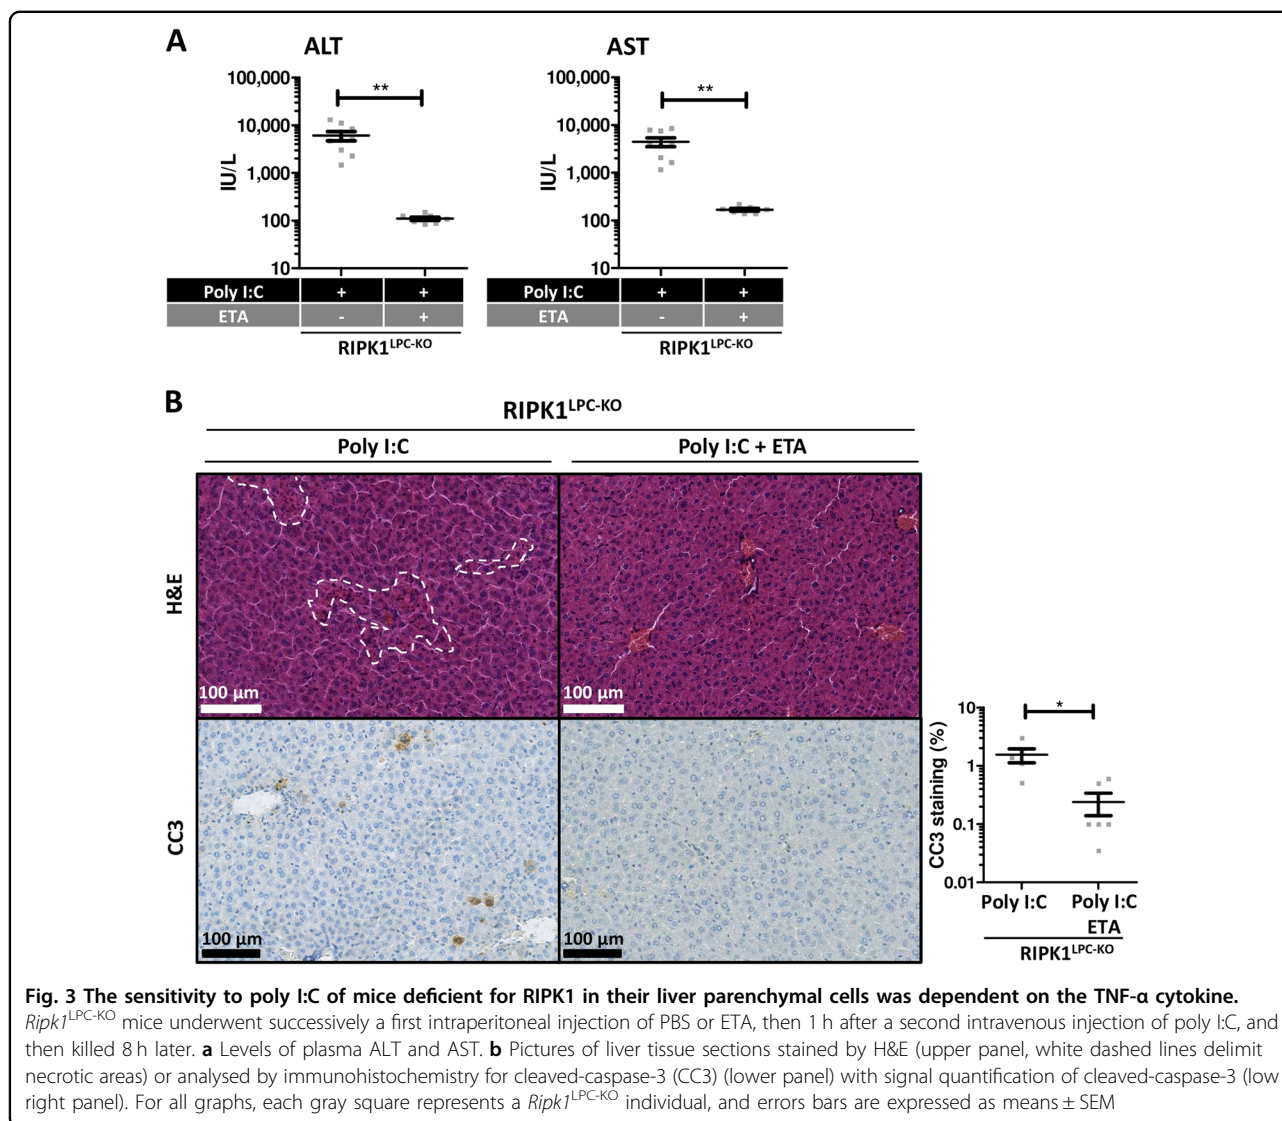 A
ALT
AST
100,000
10,000
1,000
100
10
IU/L
**
100,000
10,000
1,000
100
10
IU/L
**
Poly I:C + +
ETA - +
RIPK1LPC-KO
Poly I:C + +
ETA - +
RIPK1LPC-KO
B
RIPK1LPC-KO
Poly I:C
Poly I:C + ETA
H&E
100 µm
100 µm
CC3
100 µm
100 µm
10
1
0.1
0.01
CC3 staining (%)
*
Poly I:C
Poly I:C
ETA
RIPK1LPC-KO
Fig. 3 The sensitivity to poly I:C of mice deficient for RIPK1 in their liver parenchymal cells was dependent on the TNF-α cytokine.
Ripk1LPC-KO mice underwent successively a first intraperitoneal injection of PBS or ETA, then 1 h after a second intravenous injection of poly I:C, and
then killed 8 h later. a Levels of plasma ALT and AST. b Pictures of liver tissue sections stained by H&E (upper panel, white dashed lines delimit
necrotic areas) or analysed by immunohistochemistry for cleaved-caspase-3 (CC3) (lower panel) with signal quantification of cleaved-caspase-3 (low
right panel). For all graphs, each gray square represents a Ripk1LPC-KO individual, and errors bars are expressed as means ± SEM